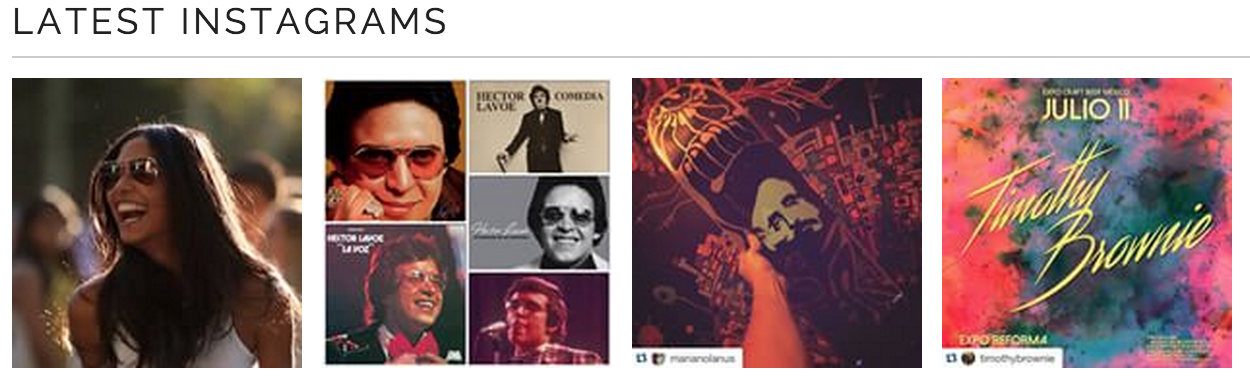 LATEST INSTAGRAMS
HECTOR
LAVOE
COMEDIA
HECTOR LAVOE
"LA VOZ"
Hector Lavoe
EXPO CRAFT BEER MEXICO
JULIO 11
Timothy
Brownie
EXPO REFORMA
mananolanus
timothybrownie